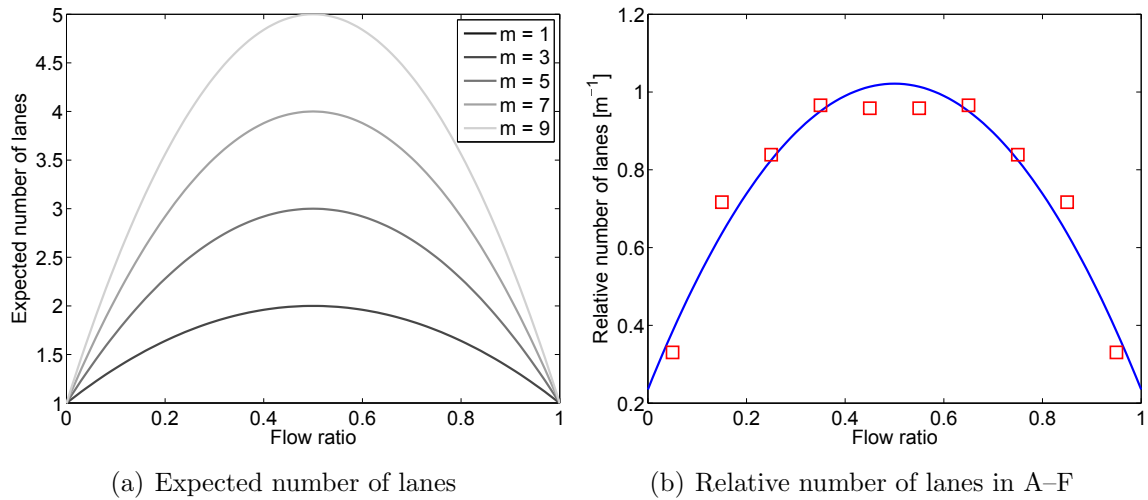 Expected number of lanes
5
4.5
4
3.5
3
2.5
2
1.5
1
0
0.2
0.4
0.6
0.8
1
Flow ratio
m = 1
m = 3
m = 5
m = 7
m = 9
(a) Expected number of lanes
Relative number of lanes [m⁻¹]
1.2
1
0.8
0.6
0.4
0.2
0
0.2
0.4
0.6
0.8
1
Flow ratio
(b) Relative number of lanes in A–F